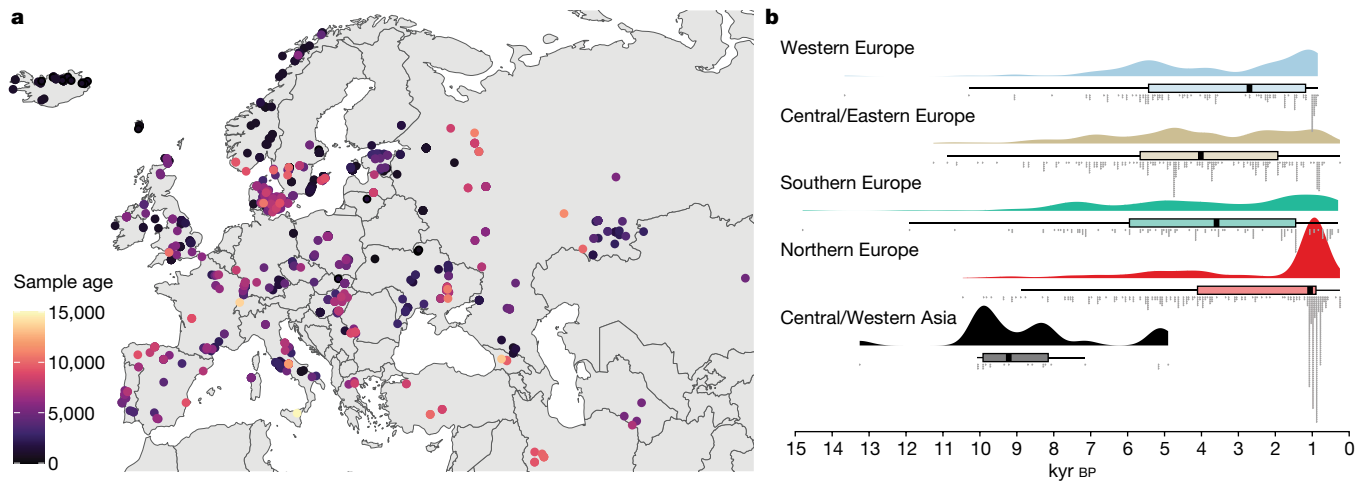 a
Sample age
15,000
10,000
5,000
0
b
Western Europe
Central/Eastern Europe
Southern Europe
Northern Europe
Central/Western Asia
15 14 13 12 11 10 9 8 7 6 5 4 3 2 1 0
kyr BP